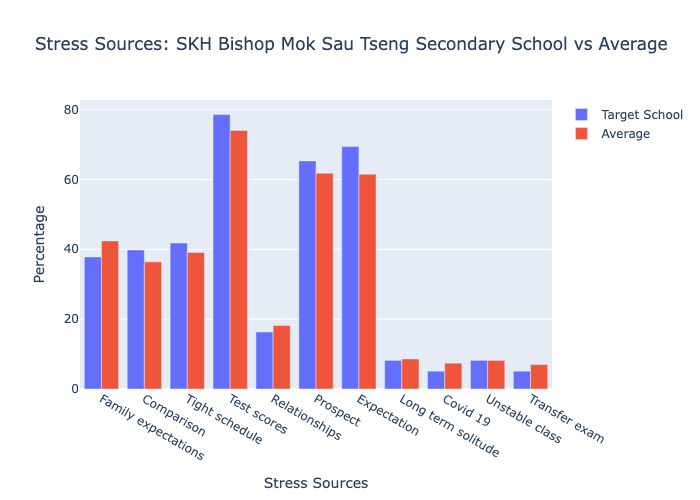 Stress Sources: SKH Bishop Mok Sau Tseng Secondary School vs Average
Target School
Average
Percentage
80
60
40
20
0
Family expectations
Comparison
Tight schedule
Test scores
Relationships
Prospect
Expectation
Long term solitude
Covid 19
Unstable class
Transfer exam
Stress Sources